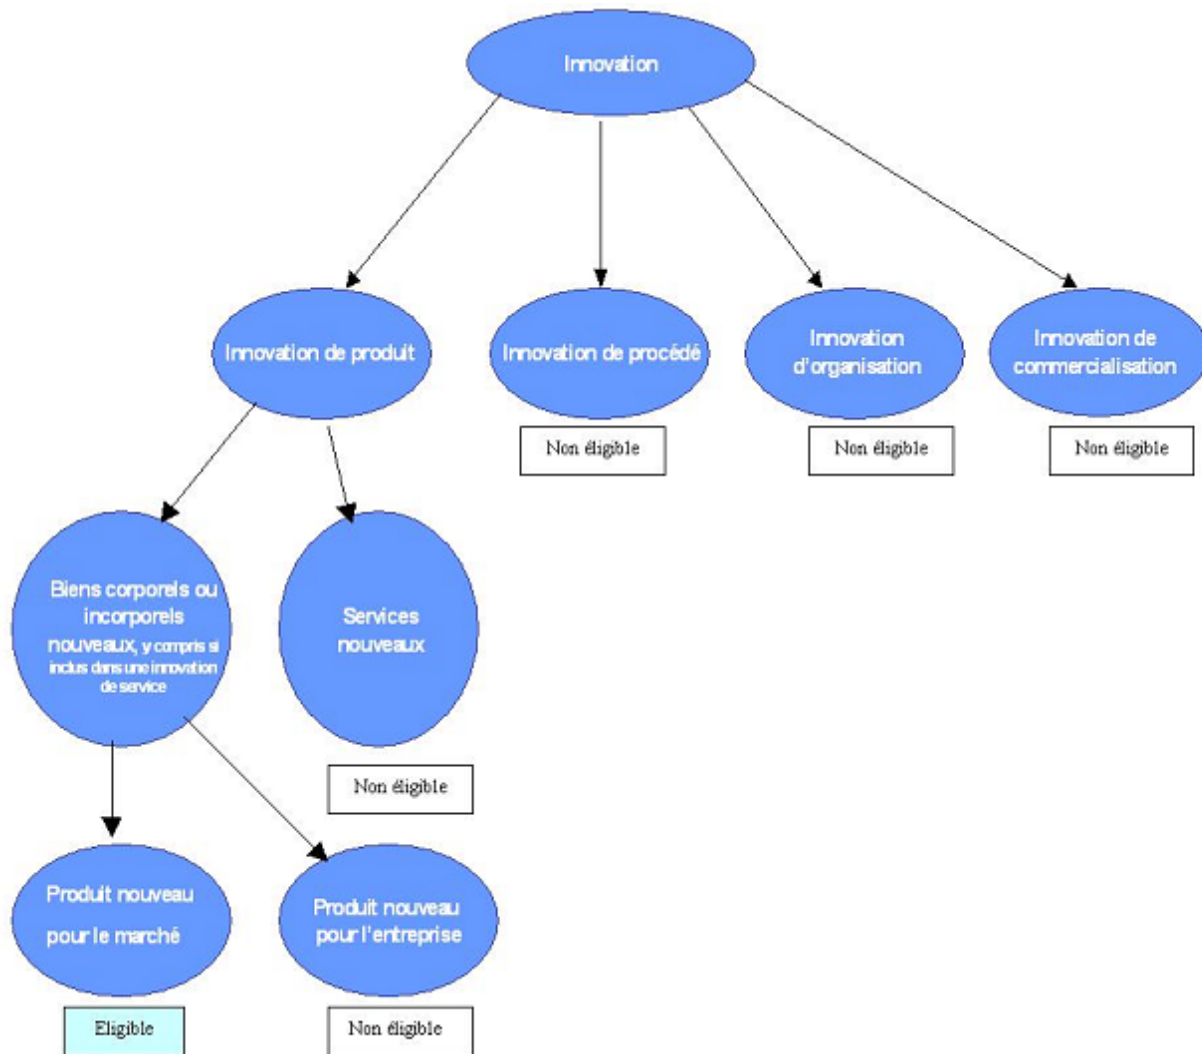 Innovation
Innovation de produit
Innovation de procédé
Innovation
d'organisation
Innovation de
commercialisation
Non éligible
Non éligible
Non éligible
Biens corporels ou
incorporels
nouveaux, y compris si
inclus dans une innovation
de service
Services
nouveaux
Non éligible
Produit nouveau
pour le marché
Produit nouveau
pour l'entreprise
Eligible
Non éligible